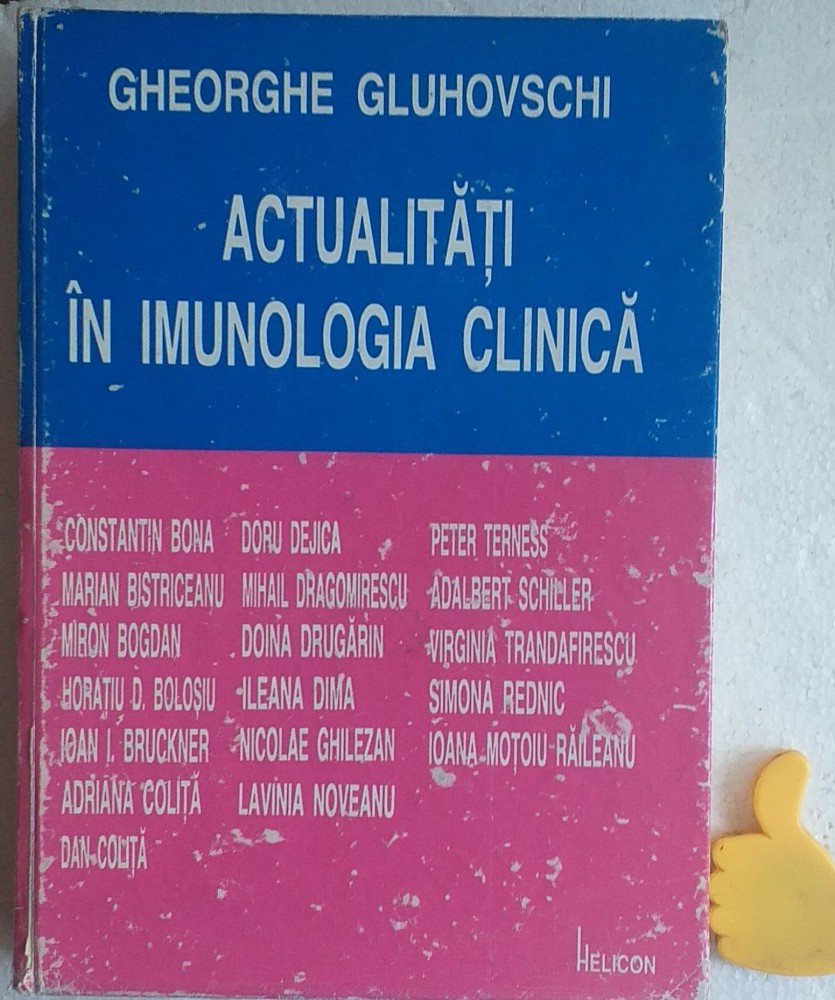 GHEORGHE GLUHOVSCHI
ACTUALITĂȚI
ÎN IMUNOLOGIA CLINICĂ
CONSTANTIN BONA
MARIAN BISTRICEANU
MIRON BOGDAN
HORAȚIU D. BOLOȘIU
IOAN I. BRUCKNER
ADRIANA COLIȚĂ
DAN COLIȚĂ
DORU DEJICA
MIHAIL DRAGOMIRESCU
DOINA DRUGĂRIN
ILEANA DIMA
NICOLAE GHILEZAN
LAVINIA NOVEANU
PETER TERNESS
ADALBERT SCHILLER
VIRGINIA TRANDAFIRESCU
SIMONA REDNIC
IOANA MOȚOIU-RĂILEANU
HELICON